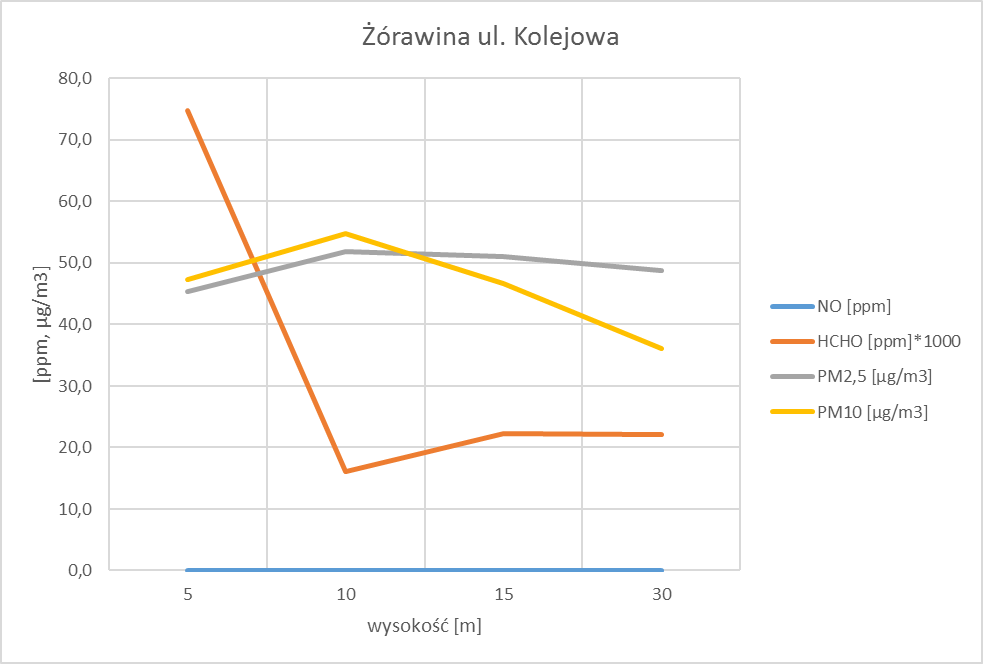 Żórawina ul. Kolejowa
80,0
70,0
60,0
50,0
40,0
30,0
20,0
10,0
0,0
[ppm, µg/m3]
5 10 15 30
wysokość [m]
NO [ppm]
HCHO [ppm]*1000
PM2,5 [µg/m3]
PM10 [µg/m3]